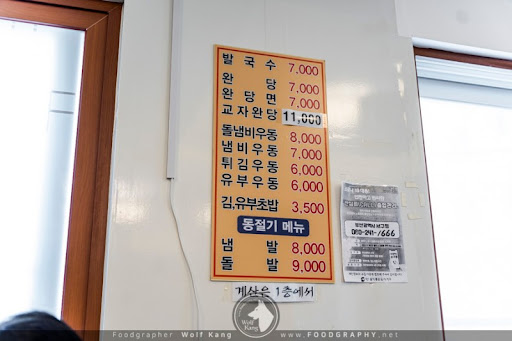 발국수 7,000
완당 7,000
완당면 7,000
교자완당 11,000
돌냄비우동 8,000
냄비우동 7,000
튀김우동 6,000
유부우동 6,000
김,유부초밥 3,500
동절기 메뉴
냄발 8,000
돌발 9,000
계산은 1층에서
Foodgrapher Wolf Kang www.FOODGRAPHY.net
Wolf Kang